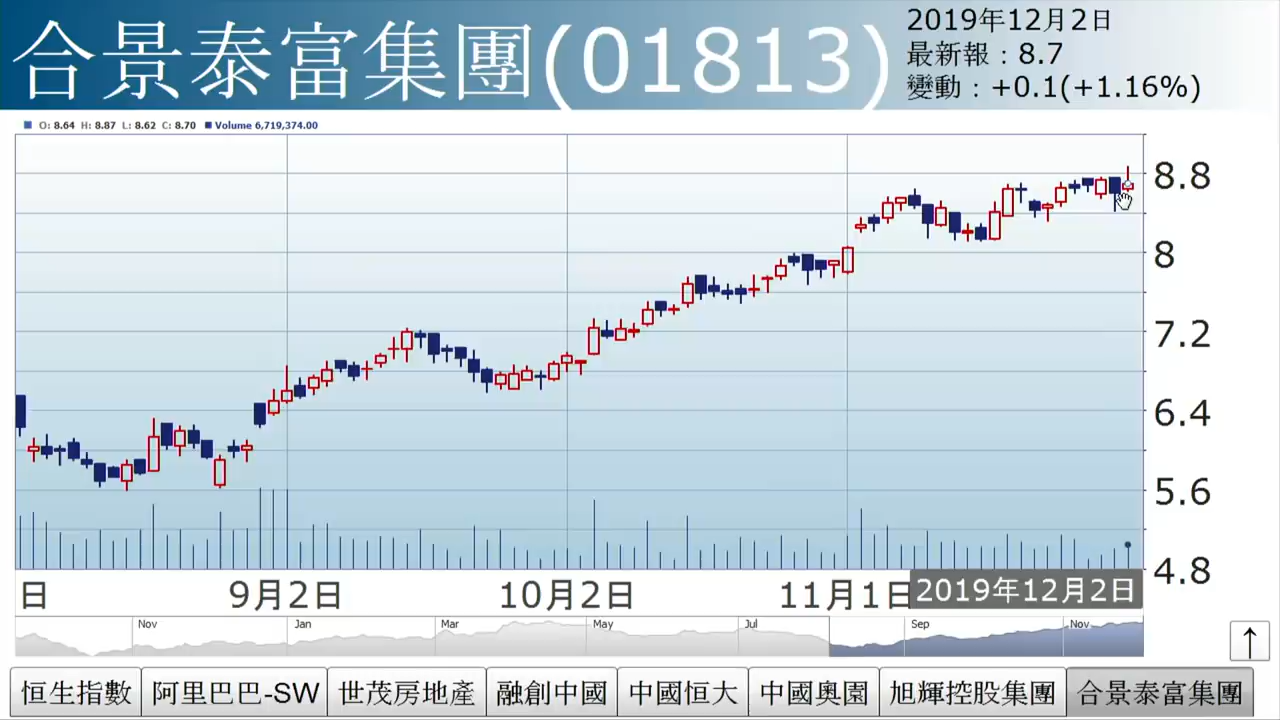 合景泰富集團(01813)
2019年12月2日
最新報：8.7
變動：+0.1(+1.16%)
O: 8.64 H: 8.87 L: 8.62 C: 8.70 Volume 6,719,374.00
8.8
8
7.2
6.4
5.6
4.8
日 9月2日 10月2日 11月1日 2019年12月2日
Nov Jan Mar May Jul Sep Nov
↑
恒生指數 阿里巴巴-SW 世茂房地產 融創中國 中國恒大 中國奧園 旭輝控股集團 合景泰富集團